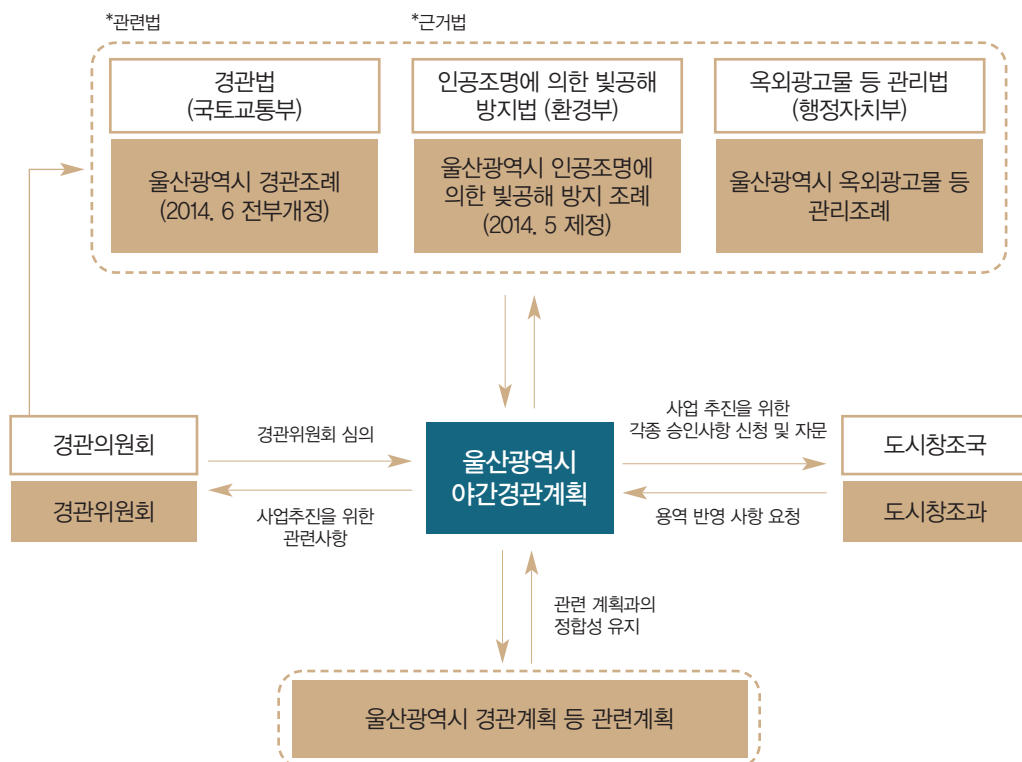 *관련법
*근거법
경관법
(국토교통부)
인공조명에 의한 빛공해
방지법 (환경부)
옥외광고물 등 관리법
(행정자치부)
울산광역시 경관조례
(2014. 6 전부개정)
울산광역시 인공조명에
의한 빛공해 방지 조례
(2014. 5 제정)
울산광역시 옥외광고물 등
관리조례
경관의원회
경관위원회
경관위원회 심의
사업추진을 위한
관련사항
울산광역시
야간경관계획
사업 추진을 위한
각종 승인사항 신청 및 자문
용역 반영 사항 요청
도시창조국
도시창조과
관련 계획과의
정합성 유지
울산광역시 경관계획 등 관련계획